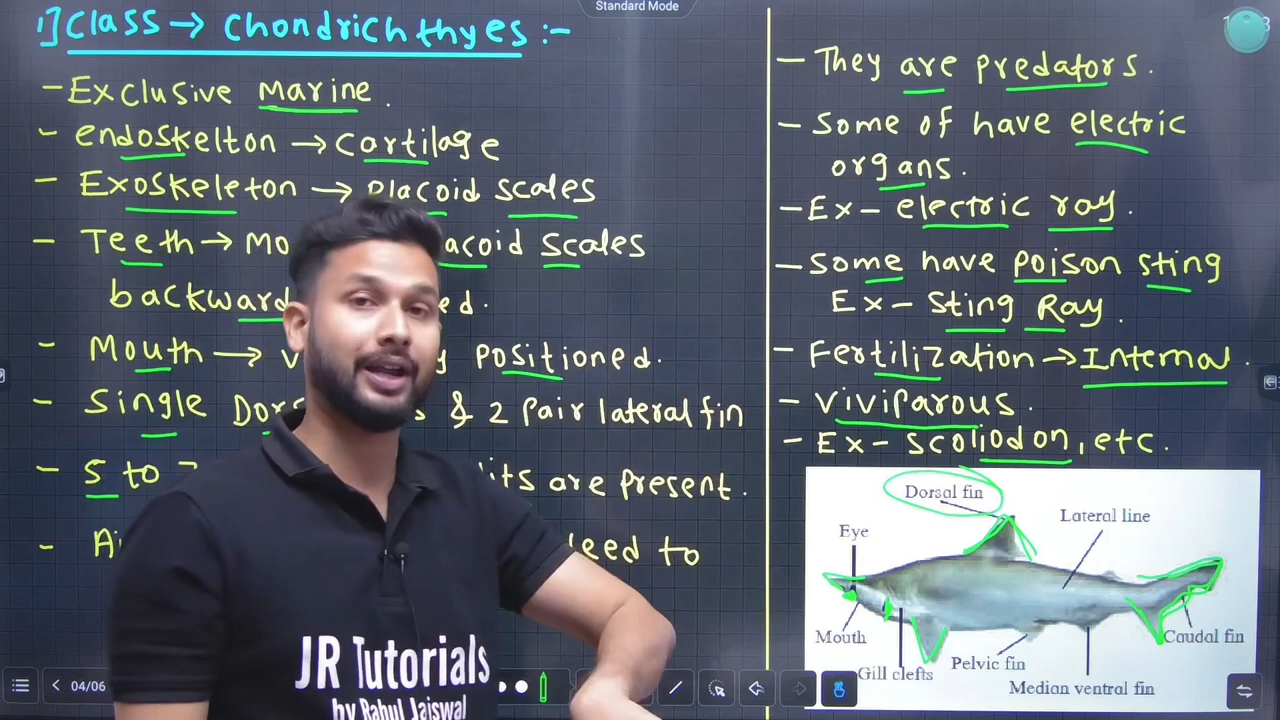 Standard Mode
1] Class → Chondrichthyes :-
- Exclusive marine.
- endoskelton → cartilage
- Exoskeleton → placoid scales
- Teeth → Mo acoid scales
backward ed.
- Mouth → positioned.
- Single Dors & 2 pair lateral fin
- 5 to its are present.
- Ai eed to
- They are predators.
- Some of have electric
organs.
- Ex - electric ray.
- Some have poison sting
Ex - Sting Ray.
- Fertilization → Internal.
- viviparous.
- Ex - scoliodon, etc.
Dorsal fin
Lateral line
Eye
Mouth
Caudal fin
Pelvic fin
Gill clefts
Median ventral fin
04/06
JR Tutorials
by Rahul Jaiswal